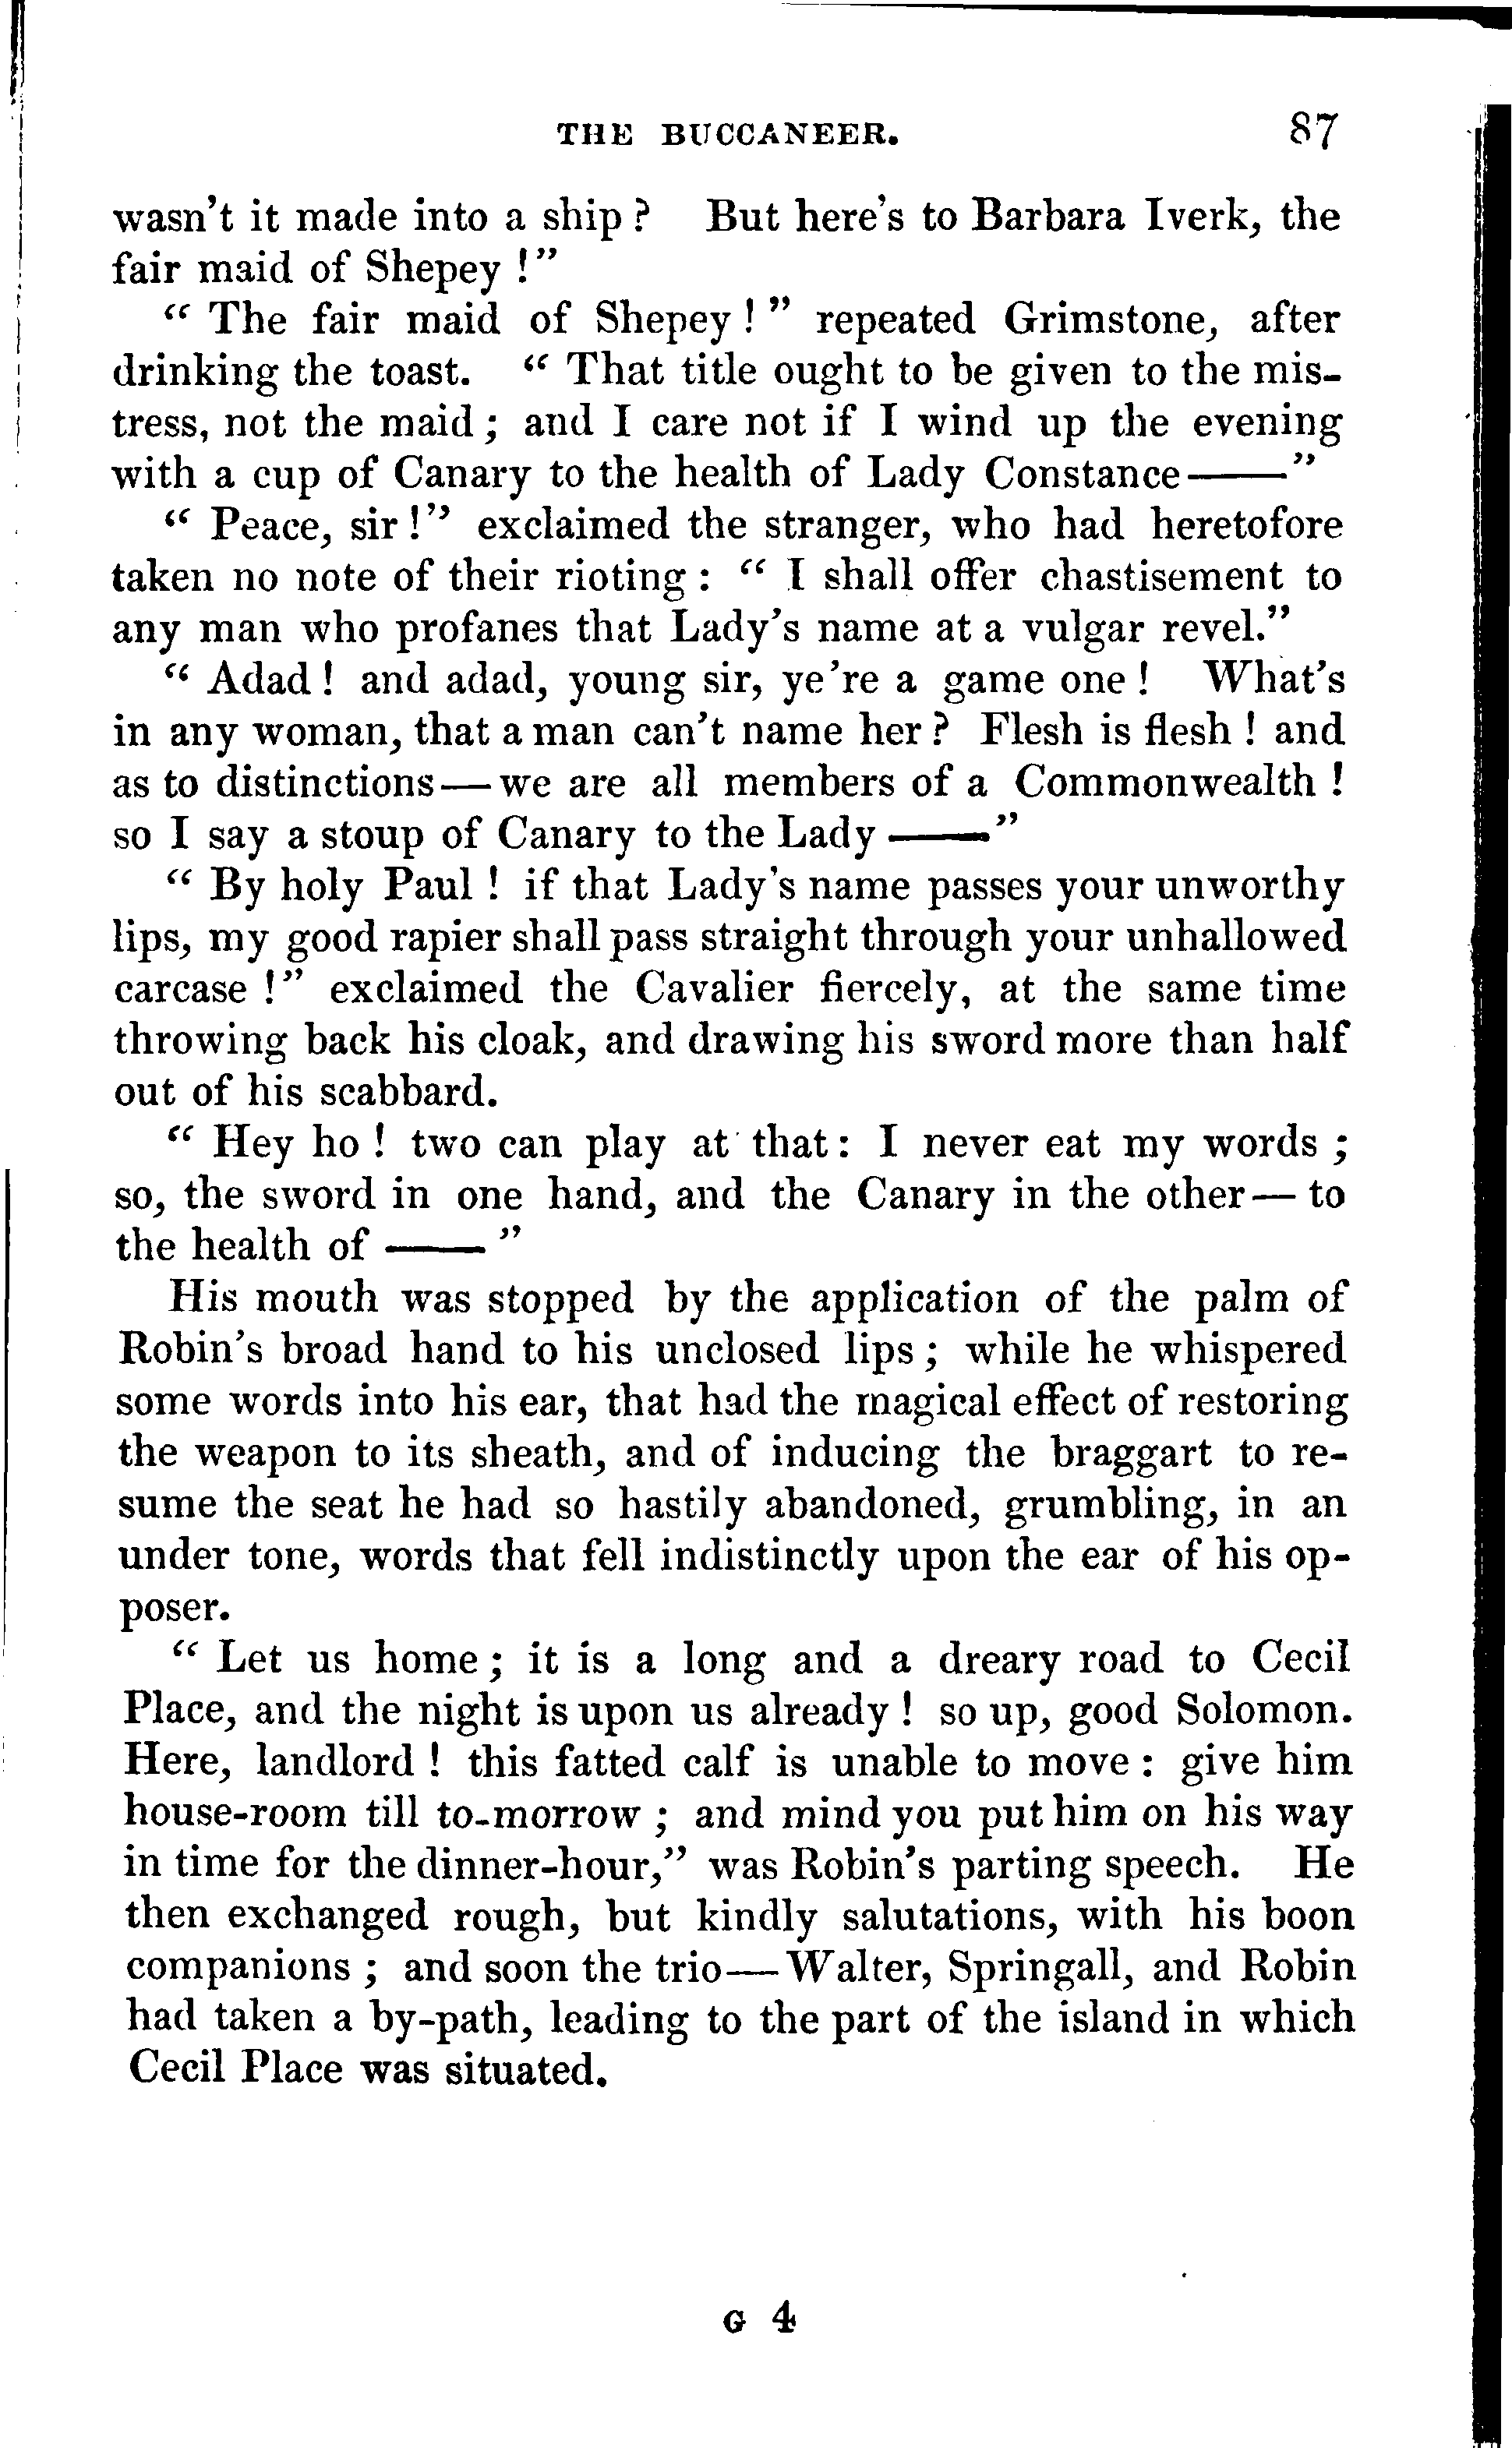 THE BUCCANEER. 87
wasn't it made into a ship? But here's to Barbara Iverk, the
fair maid of Shepey!"
"The fair maid of Shepey!" repeated Grimstone, after
drinking the toast. "That title ought to be given to the mis-
tress, not the maid; and I care not if I wind up the evening
with a cup of Canary to the health of Lady Constance——"
"Peace, sir!" exclaimed the stranger, who had heretofore
taken no note of their rioting: "I shall offer chastisement to
any man who profanes that Lady's name at a vulgar revel."
"Adad! and adad, young sir, ye're a game one! What's
in any woman, that a man can't name her? Flesh is flesh! and
as to distinctions—we are all members of a Commonwealth!
so I say a stoup of Canary to the Lady ——"
"By holy Paul! if that Lady's name passes your unworthy
lips, my good rapier shall pass straight through your unhallowed
carcase!" exclaimed the Cavalier fiercely, at the same time
throwing back his cloak, and drawing his sword more than half
out of his scabbard.
"Hey ho! two can play at that: I never eat my words;
so, the sword in one hand, and the Canary in the other—to
the health of ——"
His mouth was stopped by the application of the palm of
Robin's broad hand to his unclosed lips; while he whispered
some words into his ear, that had the magical effect of restoring
the weapon to its sheath, and of inducing the braggart to re-
sume the seat he had so hastily abandoned, grumbling, in an
under tone, words that fell indistinctly upon the ear of his op-
poser.
"Let us home; it is a long and a dreary road to Cecil
Place, and the night is upon us already! so up, good Solomon.
Here, landlord! this fatted calf is unable to move: give him
house-room till to-morrow; and mind you put him on his way
in time for the dinner-hour," was Robin's parting speech. He
then exchanged rough, but kindly salutations, with his boon
companions; and soon the trio—Walter, Springall, and Robin
had taken a by-path, leading to the part of the island in which
Cecil Place was situated.
G 4